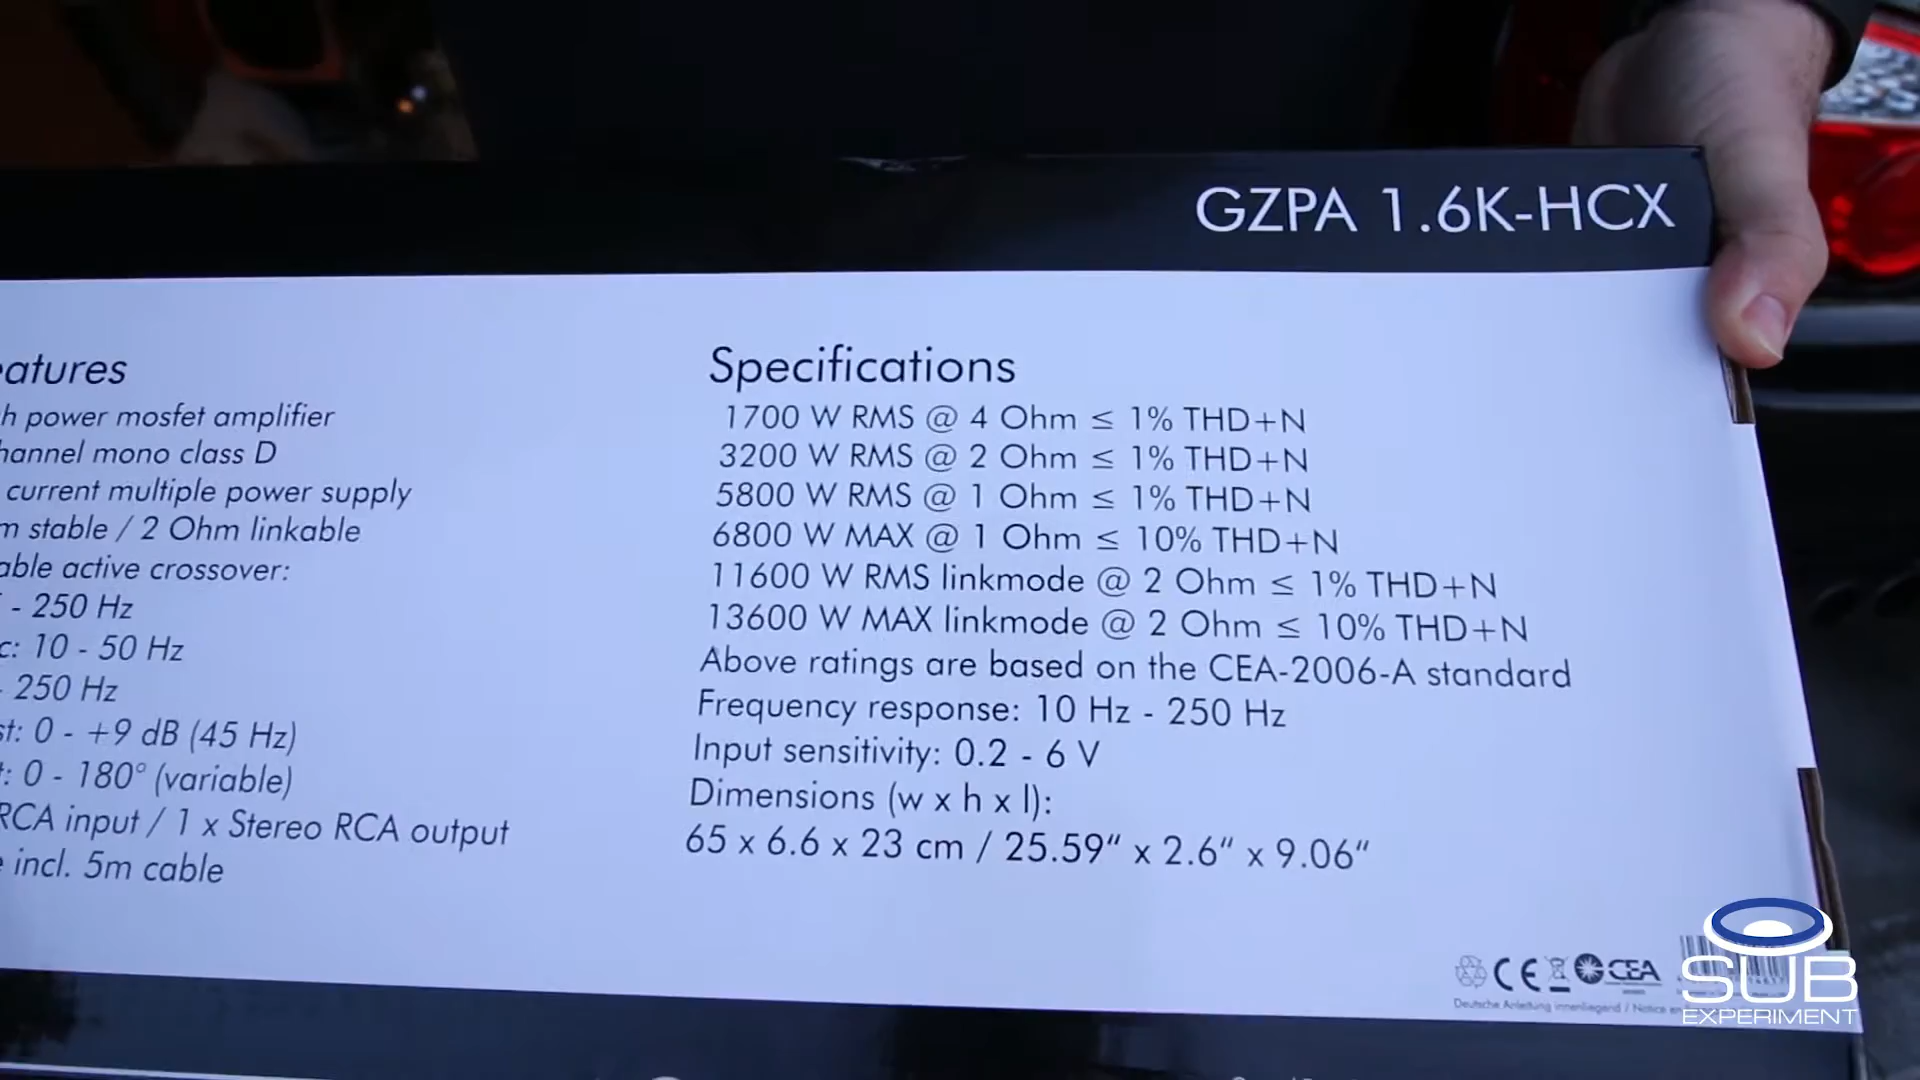 GZPA 1.6K-HCX
eatures
h power mosfet amplifier
hannel mono class D
current multiple power supply
m stable / 2 Ohm linkable
able active crossover:
- 250 Hz
c: 10 - 50 Hz
- 250 Hz
st: 0 - +9 dB (45 Hz)
t: 0 - 180° (variable)
RCA input / 1 x Stereo RCA output
e incl. 5m cable
Specifications
1700 W RMS @ 4 Ohm ≤ 1% THD+N
3200 W RMS @ 2 Ohm ≤ 1% THD+N
5800 W RMS @ 1 Ohm ≤ 1% THD+N
6800 W MAX @ 1 Ohm ≤ 10% THD+N
11600 W RMS linkmode @ 2 Ohm ≤ 1% THD+N
13600 W MAX linkmode @ 2 Ohm ≤ 10% THD+N
Above ratings are based on the CEA-2006-A standard
Frequency response: 10 Hz - 250 Hz
Input sensitivity: 0.2 - 6 V
Dimensions (w x h x l):
65 x 6.6 x 23 cm / 25.59“ x 2.6“ x 9.06“
CE CEA
Deutsche Anleitung innenliegend / Notice en
SUB
EXPERIMENT